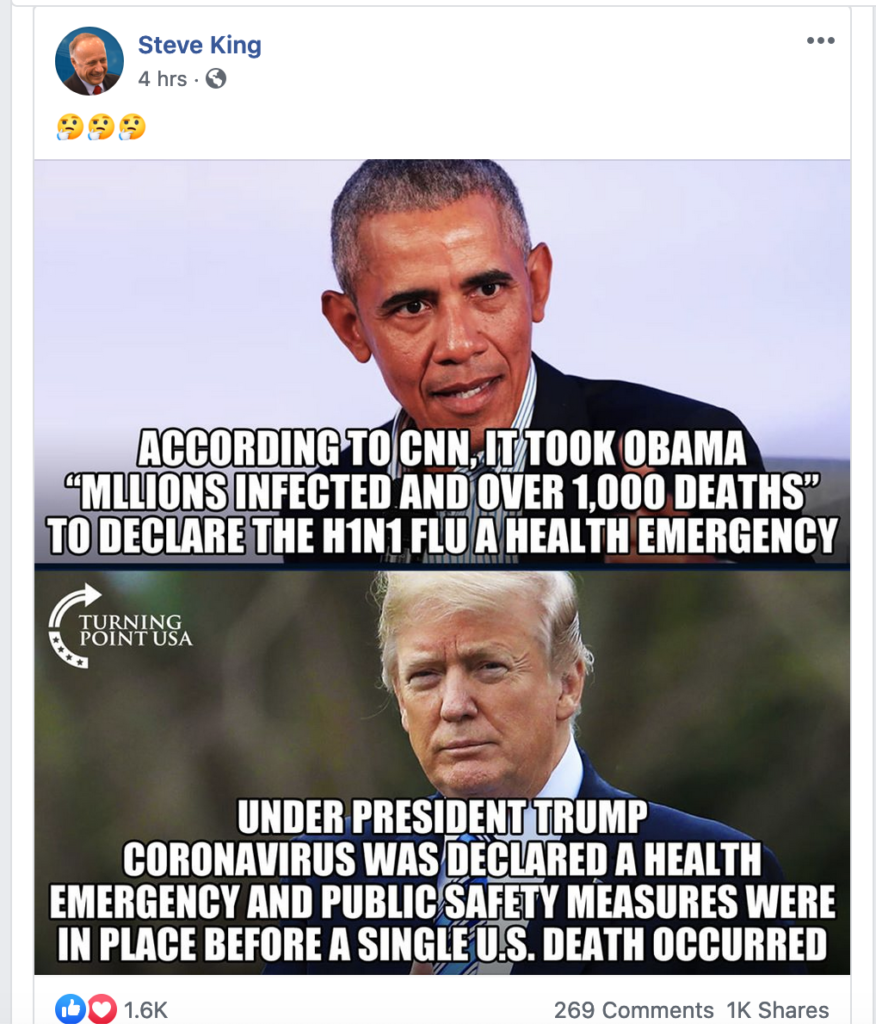 Steve King
4 hrs ·
ACCORDING TO CNN, IT TOOK OBAMA
“MLLIONS INFECTED AND OVER 1,000 DEATHS”
TO DECLARE THE H1N1 FLU A HEALTH EMERGENCY
TURNING
POINT USA
UNDER PRESIDENT TRUMP
CORONAVIRUS WAS DECLARED A HEALTH
EMERGENCY AND PUBLIC SAFETY MEASURES WERE
IN PLACE BEFORE A SINGLE U.S. DEATH OCCURRED
1.6K 269 Comments 1K Shares